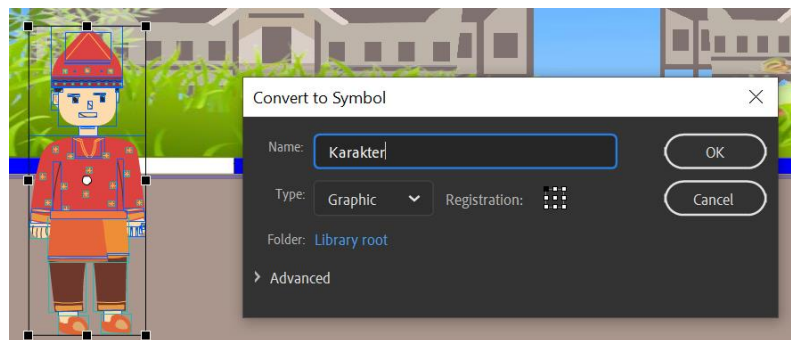 Convert to Symbol
Name: Karakter
OK
Type: Graphic
Registration:
Cancel
Folder: Library root
Advanced